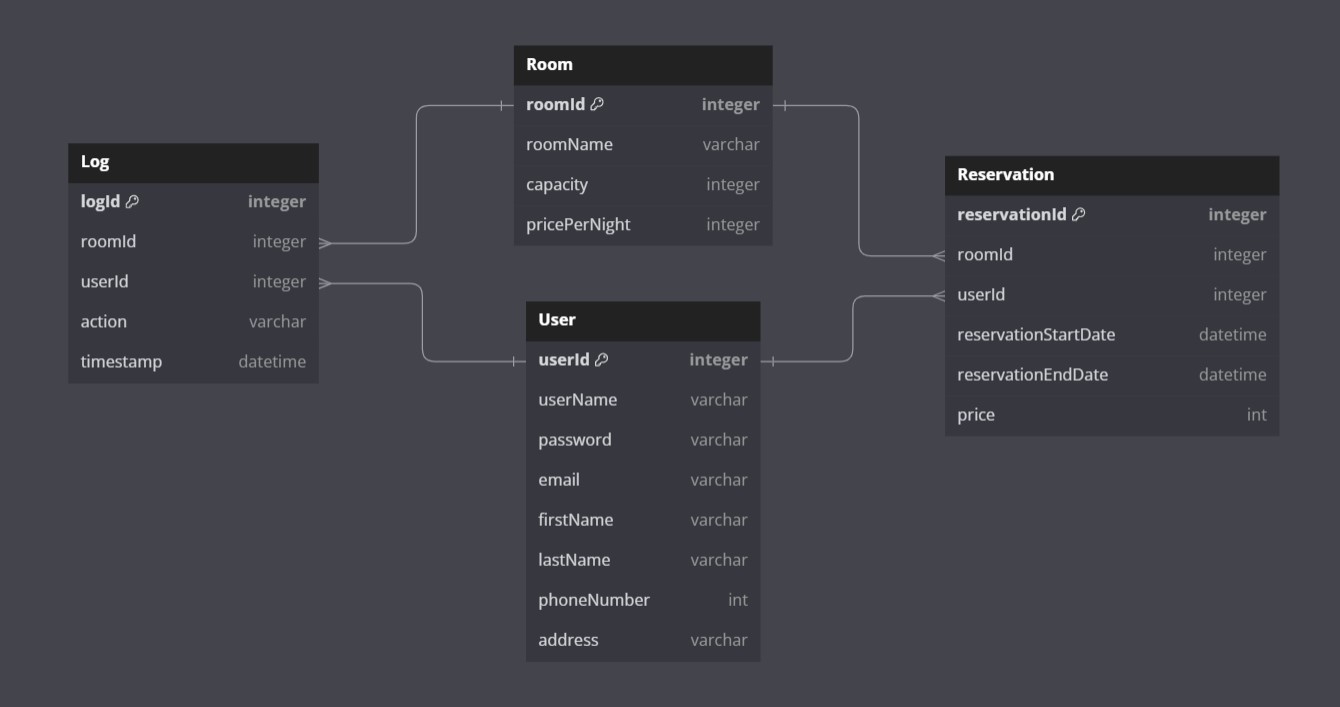 Room
roomId integer
roomName varchar
capacity integer
pricePerNight integer
Log
logId integer
roomId integer
userId integer
action varchar
timestamp datetime
Reservation
reservationId integer
roomId integer
userId integer
reservationStartDate datetime
reservationEndDate datetime
price int
User
userId integer
userName varchar
password varchar
email varchar
firstName varchar
lastName varchar
phoneNumber int
address varchar